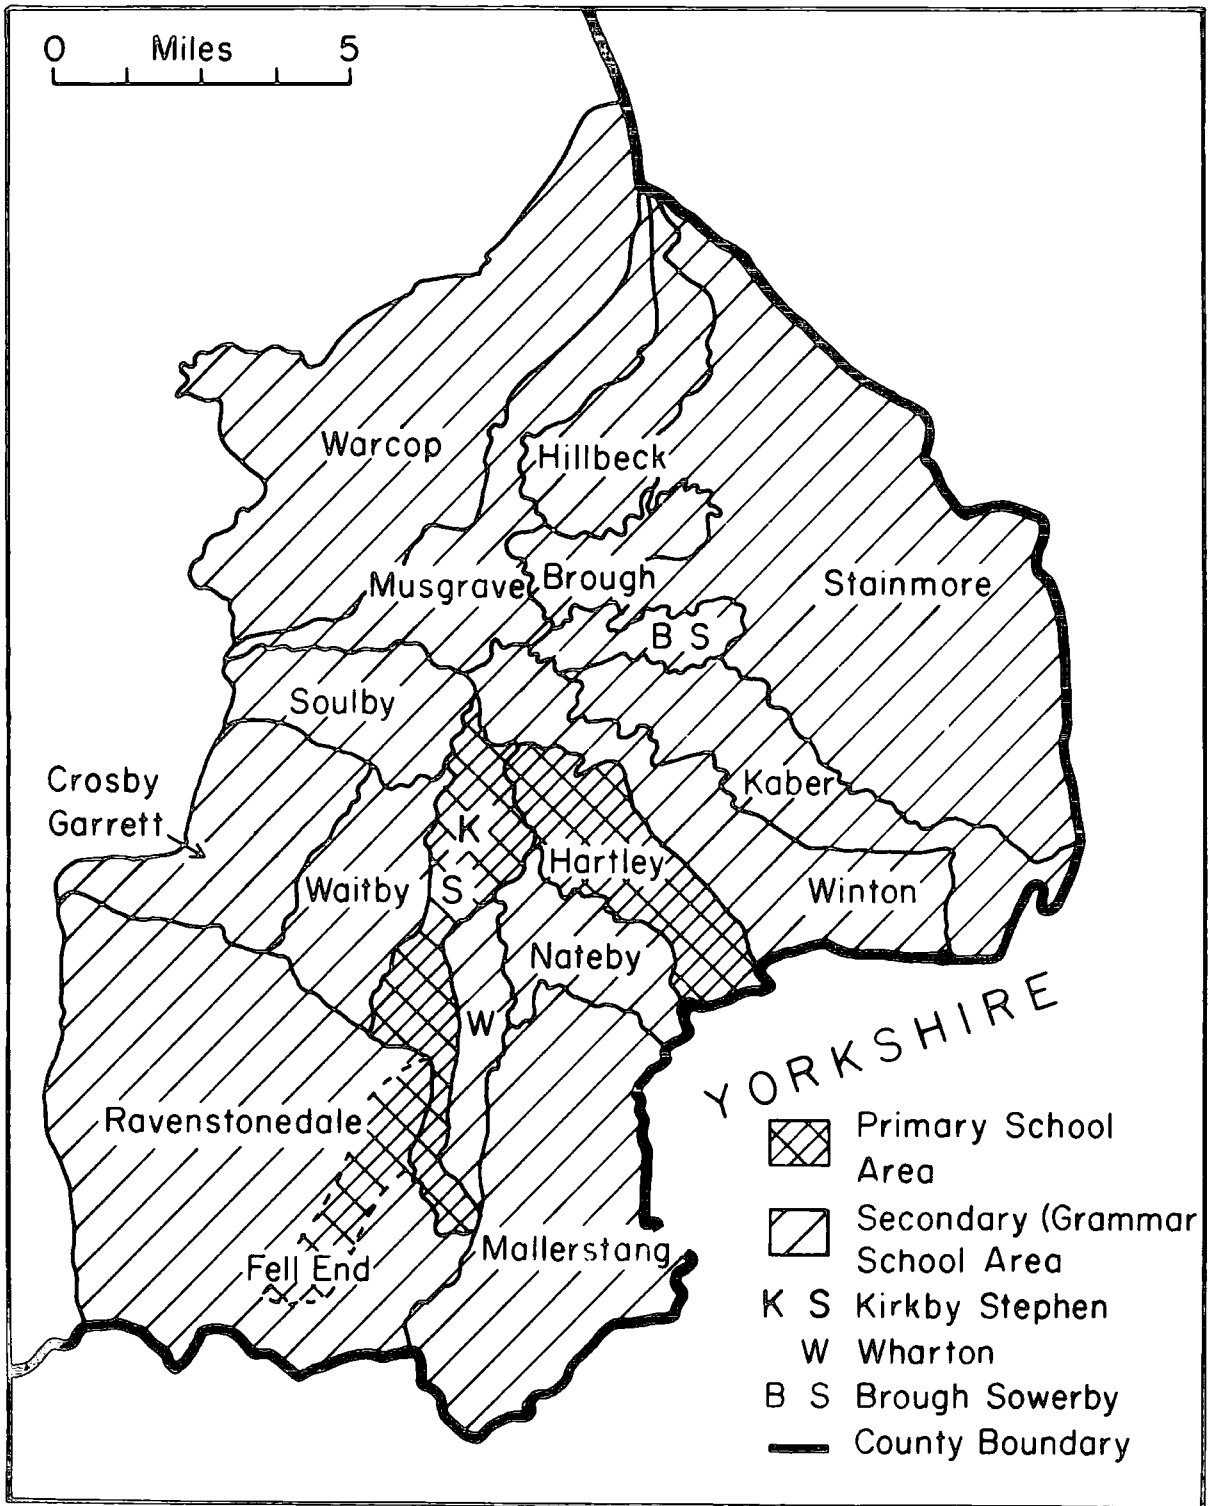 0 Miles 5
Warcop
Hillbeck
Musgrave
Brough
Stainmore
B S
Soulby
Crosby
Garrett
Kaber
K
S
Hartley
Waitby
Winton
Nateby
W
YORKSHIRE
Ravenstonedale
Fell End
Mallerstang
Primary School
Area
Secondary (Grammar
School Area
K S Kirkby Stephen
W Wharton
B S Brough Sowerby
County Boundary